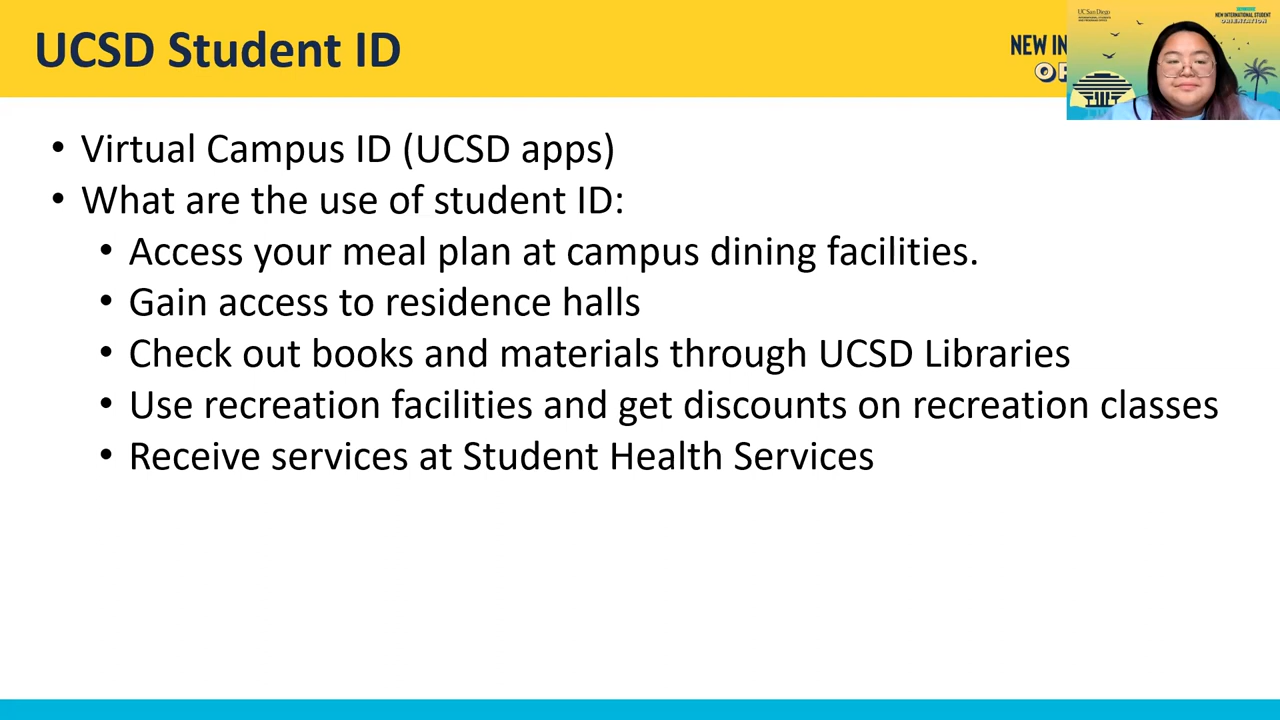 UCSD Student ID
NEW IN
UC San Diego
NEW INTERNATIONAL STUDENT
ORIENTATION
• Virtual Campus ID (UCSD apps)
• What are the use of student ID:
• Access your meal plan at campus dining facilities.
• Gain access to residence halls
• Check out books and materials through UCSD Libraries
• Use recreation facilities and get discounts on recreation classes
• Receive services at Student Health Services